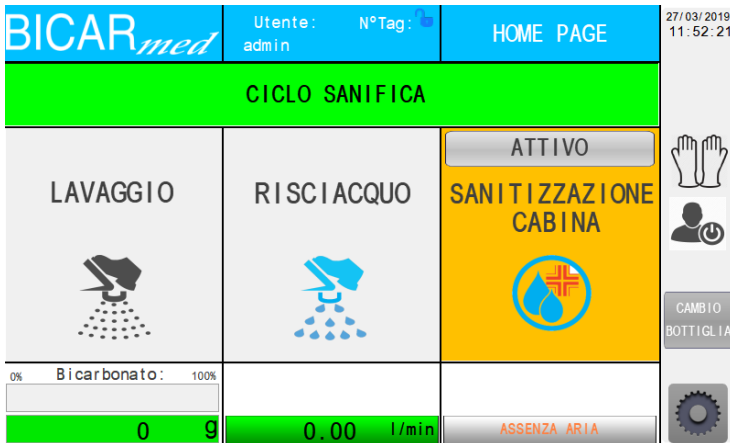 BICARmed
Utente: N°Tag:
admin
HOME PAGE
27/03/2019
11:52:21
CICLO SANIFICA
LAVAGGIO
RISCIACQUO
ATTIVO
SANITIZZAZIONE
CABINA
CAMBIO
BOTTIGLIA
0% Bicarbonato: 100%
0 g
0.00 l/min
ASSENZA ARIA